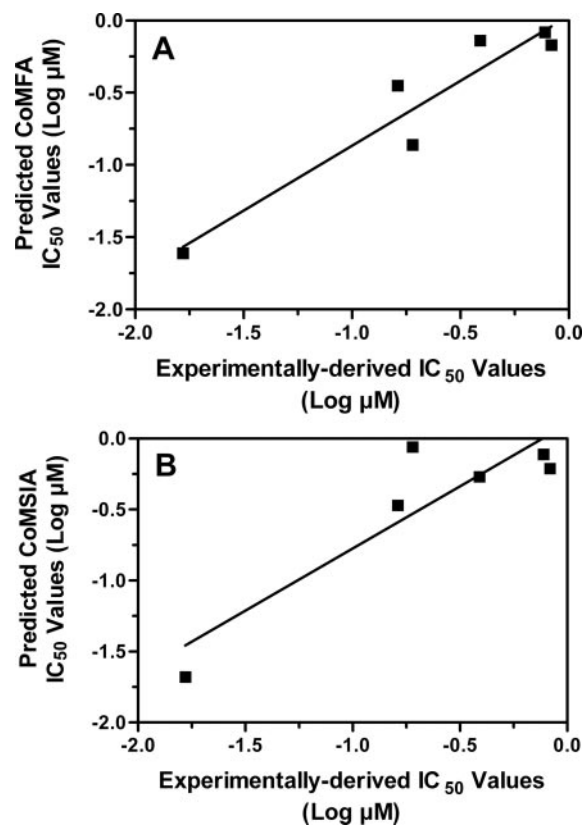 A
Predicted CoMFA
IC50 Values (Log µM)
0.0
-0.5
-1.0
-1.5
-2.0
-2.0 -1.5 -1.0 -0.5 0.0
Experimentally-derived IC50 Values
(Log µM)
B
Predicted CoMSIA
IC50 Values (Log µM)
0.0
-0.5
-1.0
-1.5
-2.0
-2.0 -1.5 -1.0 -0.5 0.0
Experimentally-derived IC50 Values
(Log µM)